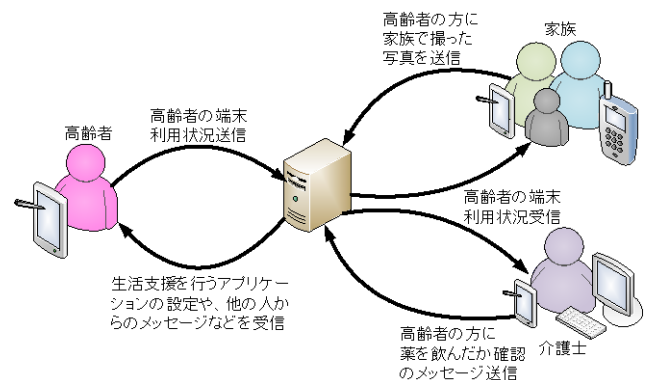 高齢者の方に
家族で撮った
写真を送信
家族
高齢者の端末
利用状況送信
高齢者
高齢者の端末
利用状況受信
生活支援を行うアプリケー
ションの設定や、他の人か
らのメッセージなどを受信
高齢者の方に
薬を飲んだか確認
のメッセージ送信
介護士